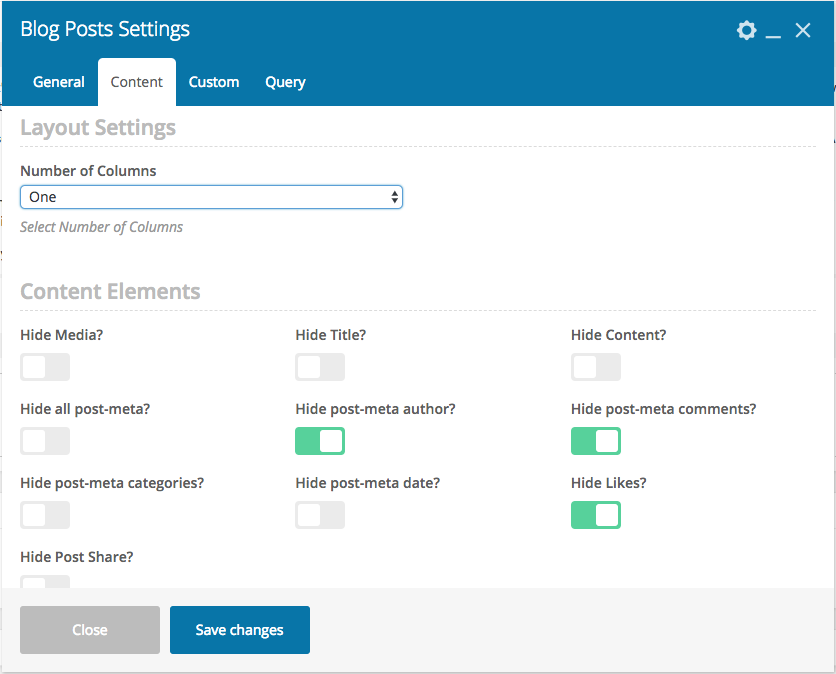 Blog Posts Settings
General Content Custom Query
Layout Settings
Number of Columns
One
Select Number of Columns
Content Elements
Hide Media? Hide Title? Hide Content?
Hide all post-meta? Hide post-meta author? Hide post-meta comments?
Hide post-meta categories? Hide post-meta date? Hide Likes?
Hide Post Share?
Close Save changes